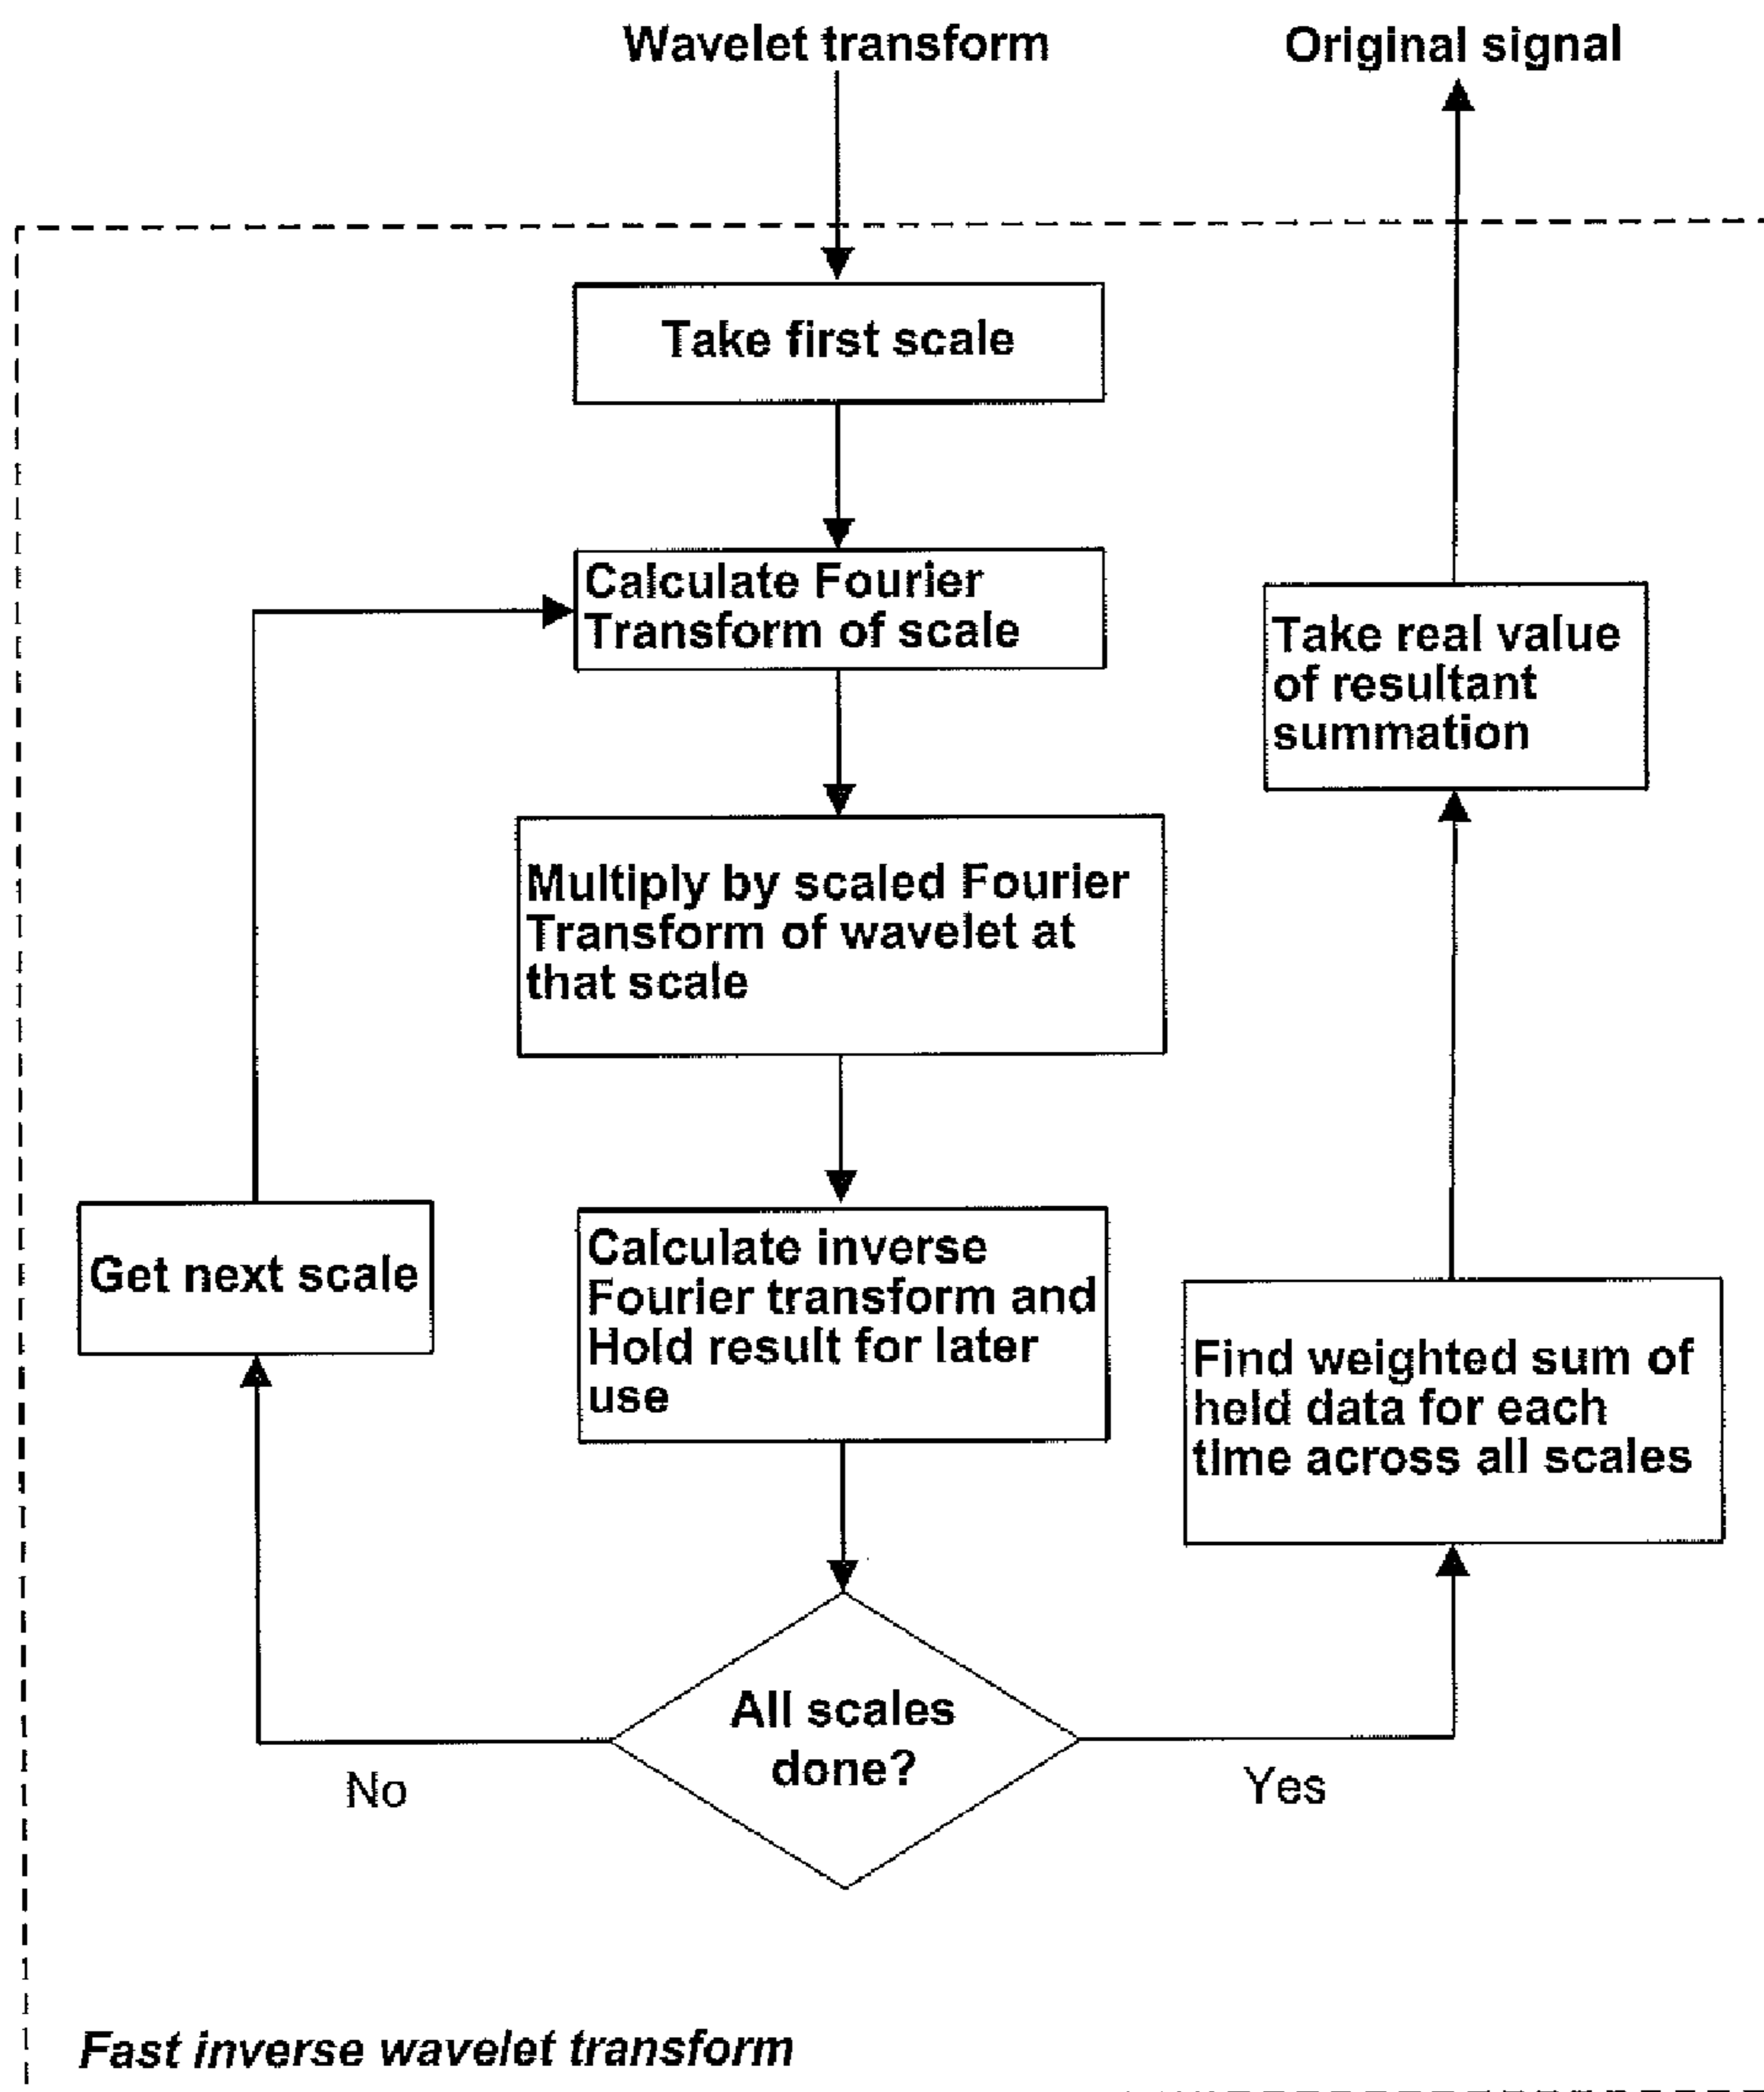 Wavelet transform
Original signal
Take first scale
Calculate Fourier
Transform of scale
Take real value
of resultant
summation
Multiply by scaled Fourier
Transform of wavelet at
that scale
Get next scale
Calculate inverse
Fourier transform and
Hold result for later
use
Find weighted sum of
held data for each
time across all scales
All scales
done?
No
Yes
Fast inverse wavelet transform